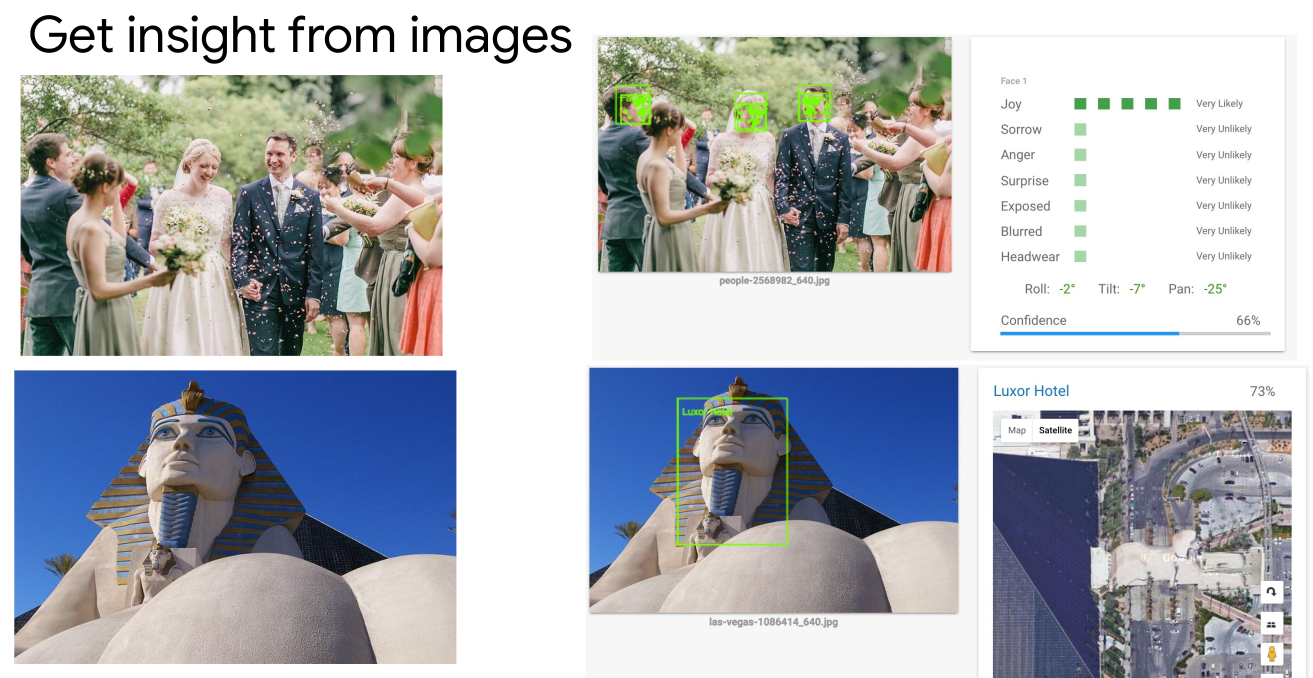 Get insight from images
people-2568982_640.jpg
Face 1
Joy Very Likely
Sorrow Very Unlikely
Anger Very Unlikely
Surprise Very Unlikely
Exposed Very Unlikely
Blurred Very Unlikely
Headwear Very Unlikely
Roll: -2° Tilt: -7° Pan: -25°
Confidence 66%
Luxor Hotel
las-vegas-1086414_640.jpg
Luxor Hotel 73%
Map Satellite